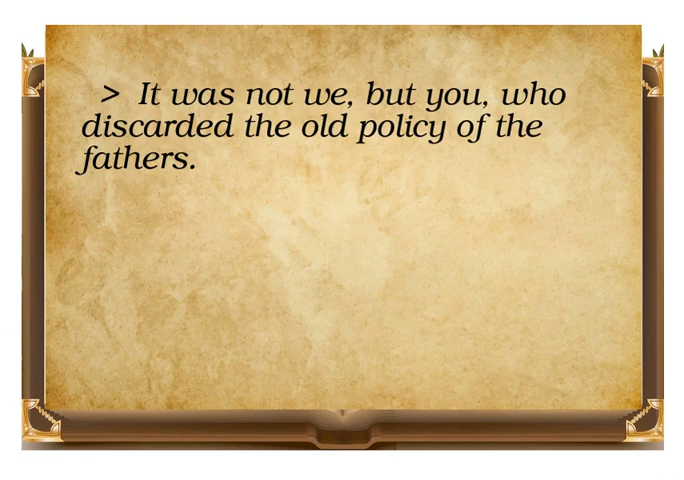 > It was not we, but you, who
discarded the old policy of the
fathers.